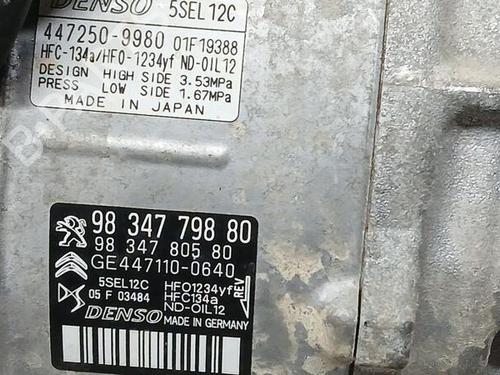 DENSO 5SEL12C
447250-9980 01F19388
HFC-134a/HFO-1234yf ND-OIL12
DESIGN HIGH SIDE 3.53MPa
PRESS LOW SIDE 1.67MPa
MADE IN JAPAN
98 347 798 80
98 347 805 80
GE447110-0640
5SEL12C HFO1234yf
05 F 03484 HFC134a
ND-OIL12
REV
DENSO MADE IN GERMANY